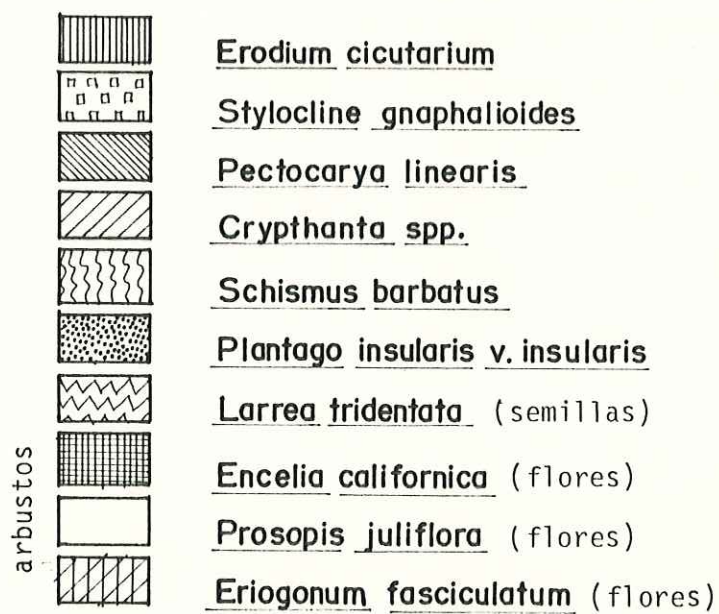 Erodium cicutarium
Stylocline gnaphalioides
Pectocarya linearis
Crypthanta spp.
Schismus barbatus
Plantago insularis v. insularis
Larrea tridentata (semillas)
arbustos
Encelia californica (flores)
Prosopis juliflora (flores)
Eriogonum fasciculatum (flores)